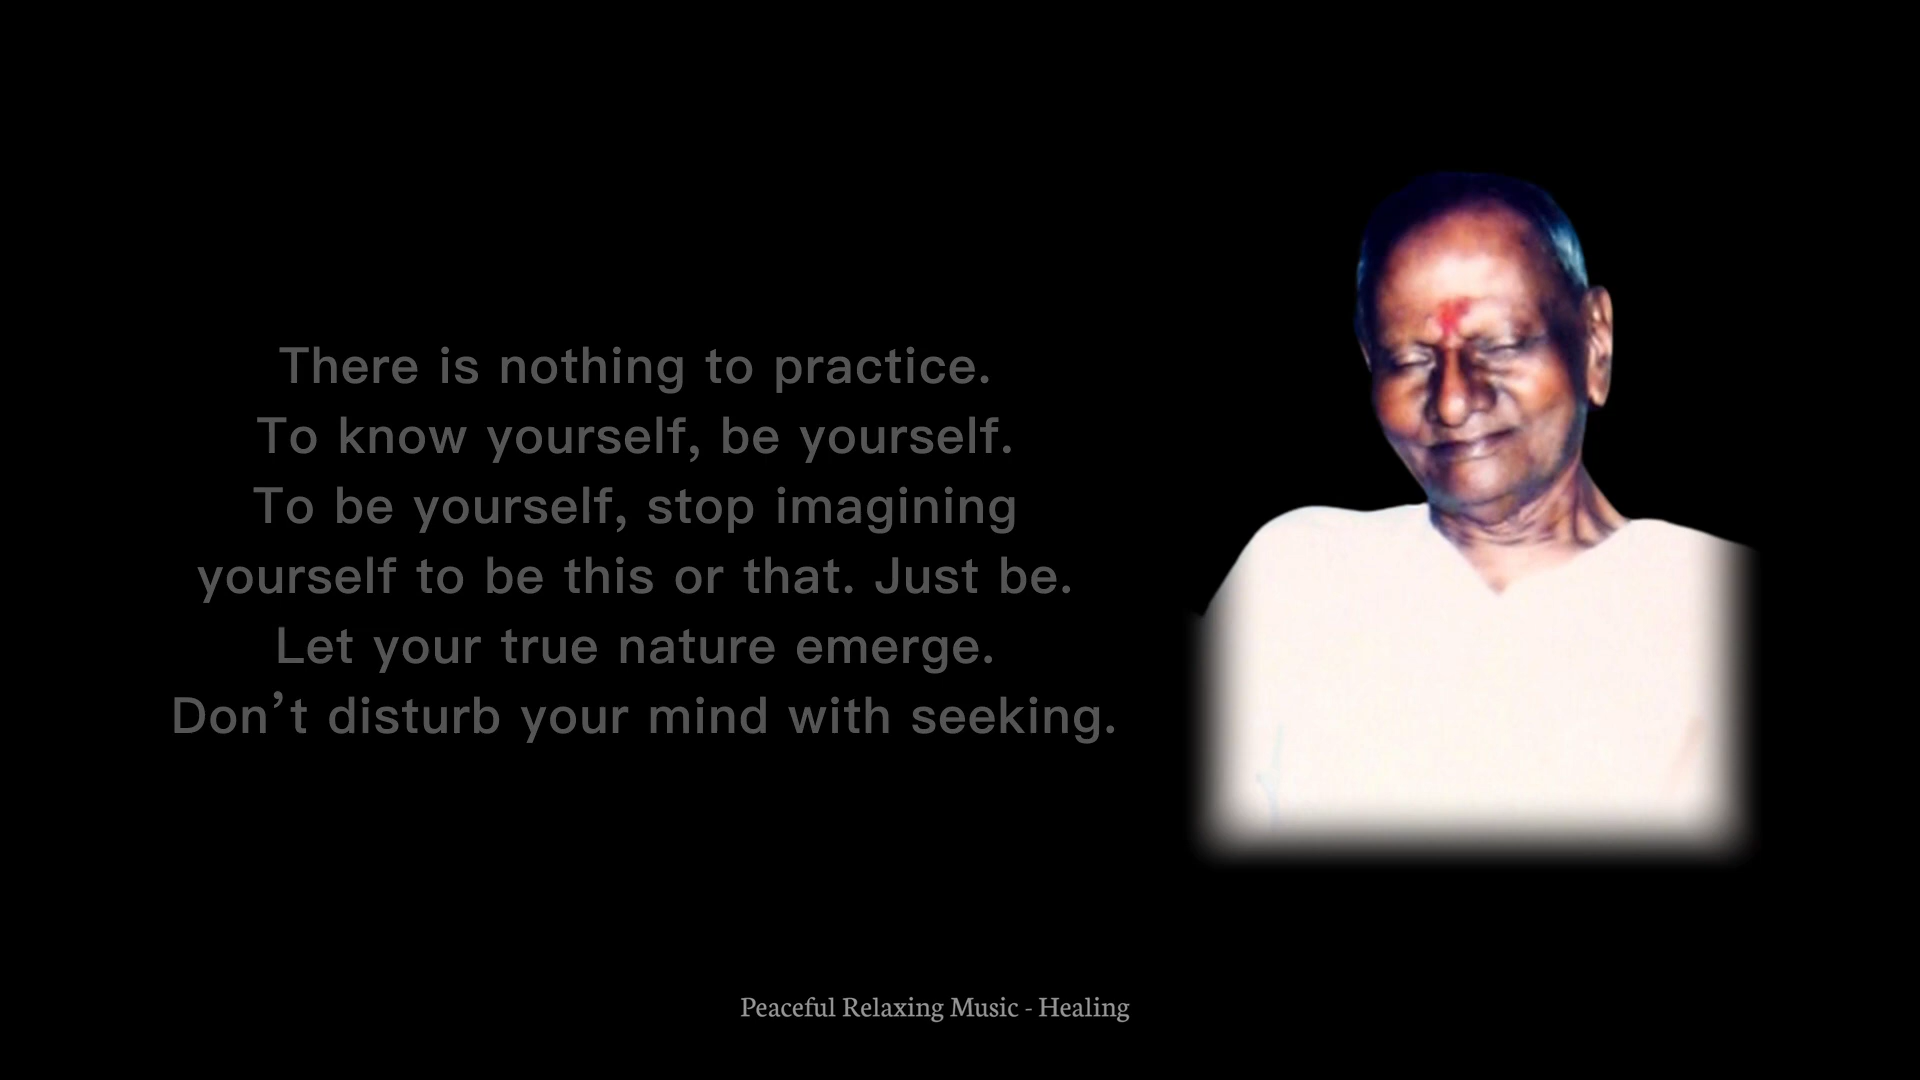 There is nothing to practice.
To know yourself, be yourself.
To be yourself, stop imagining
yourself to be this or that. Just be.
Let your true nature emerge.
Don’t disturb your mind with seeking.
Peaceful Relaxing Music - Healing